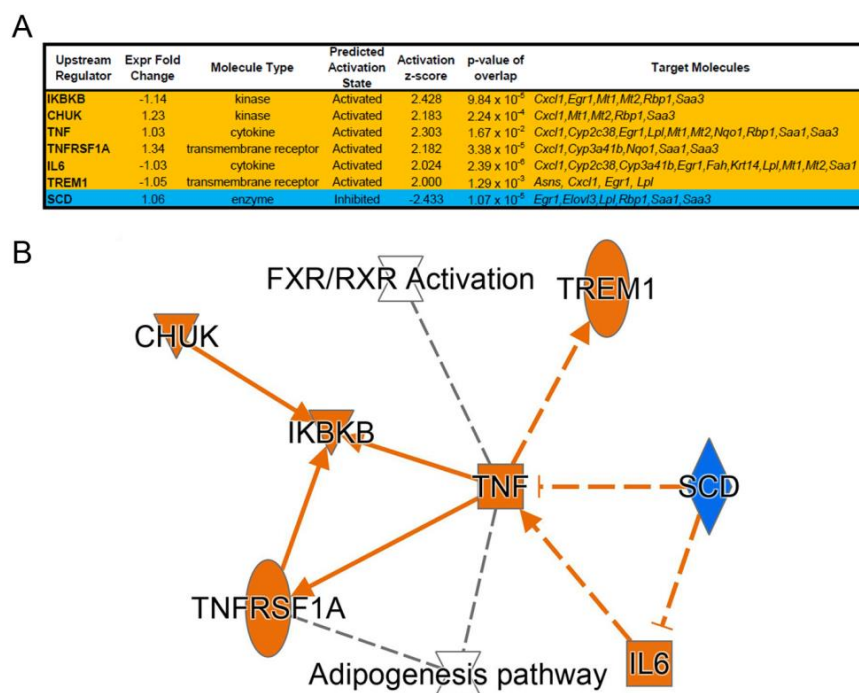 A
Upstream Regulator Expr Fold Change Molecule Type Predicted Activation State Activation z-score p-value of overlap Target Molecules
IKBKB -1.14 kinase Activated 2.428 9.84 x 10-5 Cxcl1,Egr1,Mt1,Mt2,Rbp1,Saa3
CHUK 1.23 kinase Activated 2.183 2.24 x 10-4 Cxcl1,Mt1,Mt2,Rbp1,Saa3
TNF 1.03 cytokine Activated 2.303 1.67 x 10-2 Cxcl1,Cyp2c38,Egr1,Lpl,Mt1,Mt2,Nqo1,Rbp1,Saa1,Saa3
TNFRSF1A 1.34 transmembrane receptor Activated 2.182 3.38 x 10-5 Cxcl1,Cyp3a41b,Nqo1,Saa1,Saa3
IL6 -1.03 cytokine Activated 2.024 2.39 x 10-6 Cxcl1,Cyp2c38,Cyp3a41b,Egr1,Fah,Krt14,Lpl,Mt1,Mt2,Saa1
TREM1 -1.05 transmembrane receptor Activated 2.000 1.29 x 10-3 Asns, Cxcl1, Egr1, Lpl
SCD 1.06 enzyme Inhibited -2.433 1.07 x 10-5 Egr1,Elovl3,Lpl,Rbp1,Saa1,Saa3
B
FXR/RXR Activation
TREM1
CHUK
IKBKB
TNF
SCD
TNFRSF1A
IL6
Adipogenesis pathway